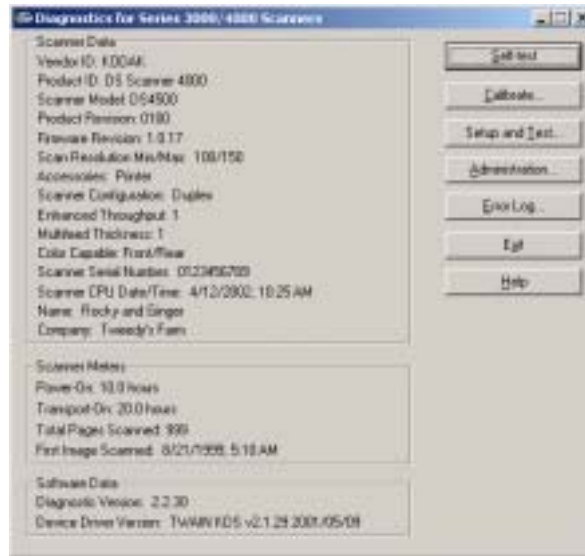 Diagnostics for Series 3000/4000 Scanners
Scanner Data
Vendor ID: KODAK
Product ID: DS Scanner 4000
Scanner Model: DS4500
Product Revision: 0100
Firmware Revision: 1.0.17
Scan Resolution Min/Max: 100/150
Accessories: Printer
Scanner Configuration: Duplex
Enhanced Throughput: 1
Multifeed Thickness: 1
Color Capable: Front/Rear
Scanner Serial Number: 0123456789
Scanner CPU Date/Time: 4/12/2002, 10:25 AM
Name: Rocky and Ginger
Company: Tweedy's Farm
Scanner Meters
Power-On: 10.0 hours
Transport-On: 20.0 hours
Total Pages Scanned: 999
First Image Scanned: 8/21/1999, 5:10 AM
Software Data
Diagnostic Version: 2.2.30
Device Driver Version: TWAIN KDS v2.1.29 2001/05/09
Self-test
Calibrate...
Setup and Test...
Administration...
Error Log...
Exit
Help